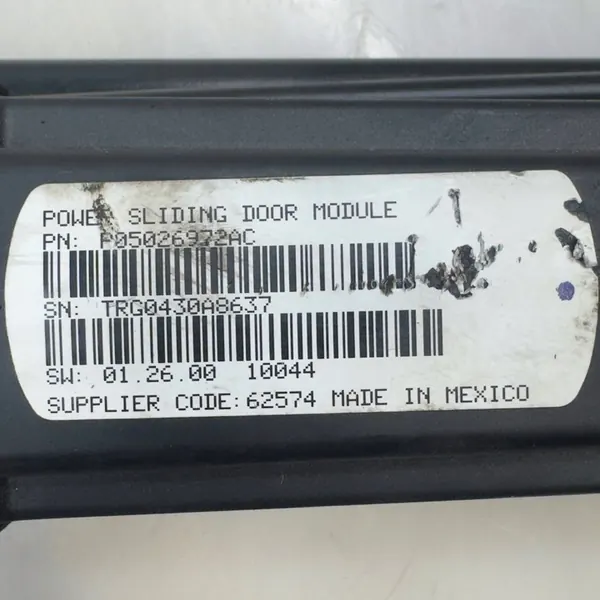 POWER SLIDING DOOR MODULE
PN: P05026972AC
SN: TRG0430A8637
SW: 01.26.00 10044
SUPPLIER CODE: 62574 MADE IN MEXICO